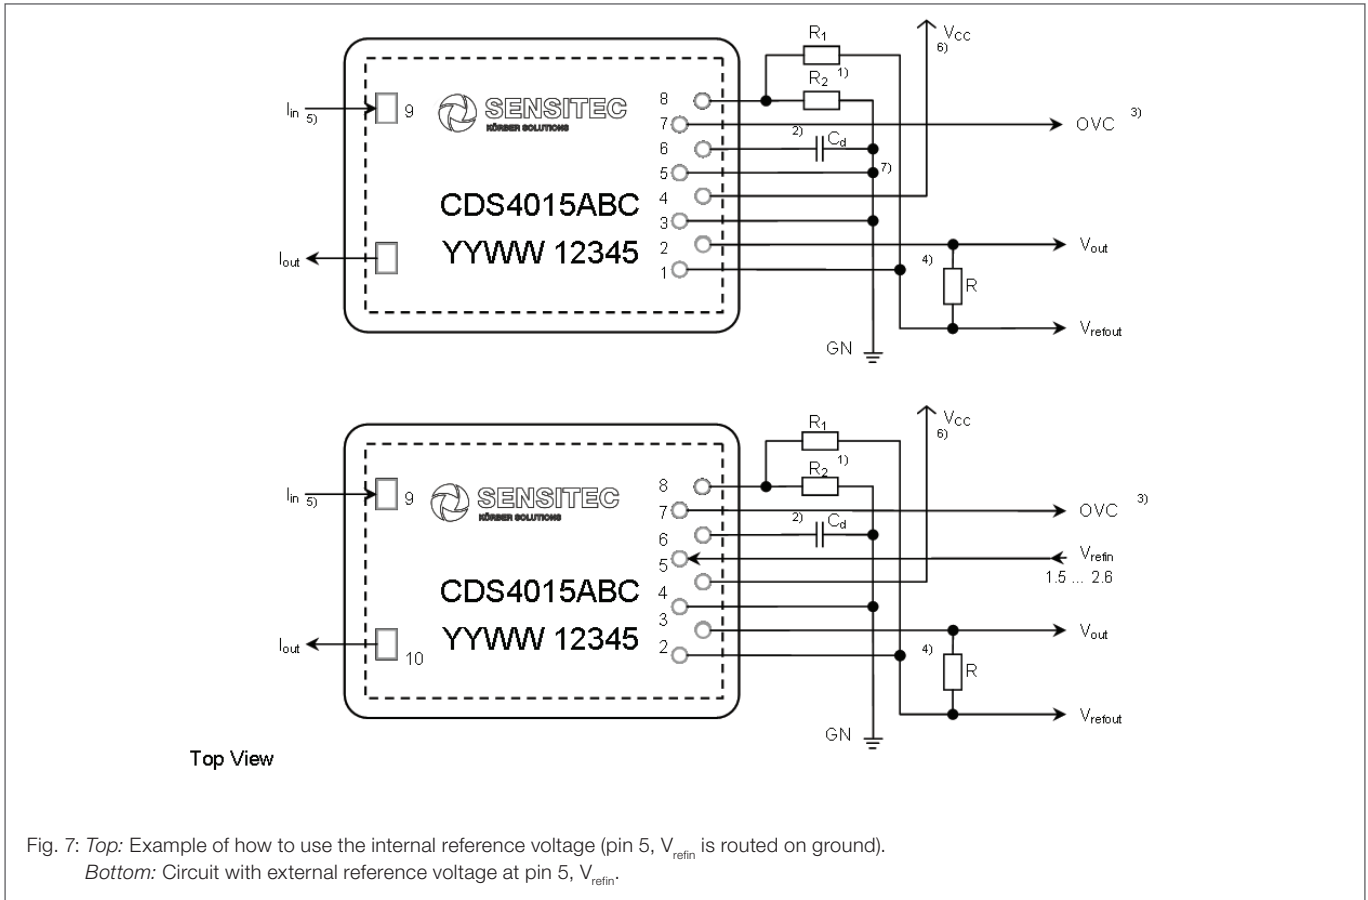 R1
VCC
6)
1)
R2
Iin 5)
9
SENSITEC
KÖRBER SOLUTIONS
8
7
OVC 3)
2)
Cd
6
5
7)
4
CDS4015ABC
3
2
Vout
YYWW 12345
Iout
1
4)
R
Vrefout
GN
R1
VCC
6)
1)
R2
Iin 5)
9
SENSITEC
KÖRBER SOLUTIONS
8
7
OVC 3)
2)
Cd
6
5
Vrefin
1.5 ... 2.6
4
CDS4015ABC
3
Vout
YYWW 12345
2
Iout
10
4)
R
Vrefout
GN
Top View
Fig. 7: Top: Example of how to use the internal reference voltage (pin 5, Vrefin is routed on ground).
Bottom: Circuit with external reference voltage at pin 5, Vrefin.